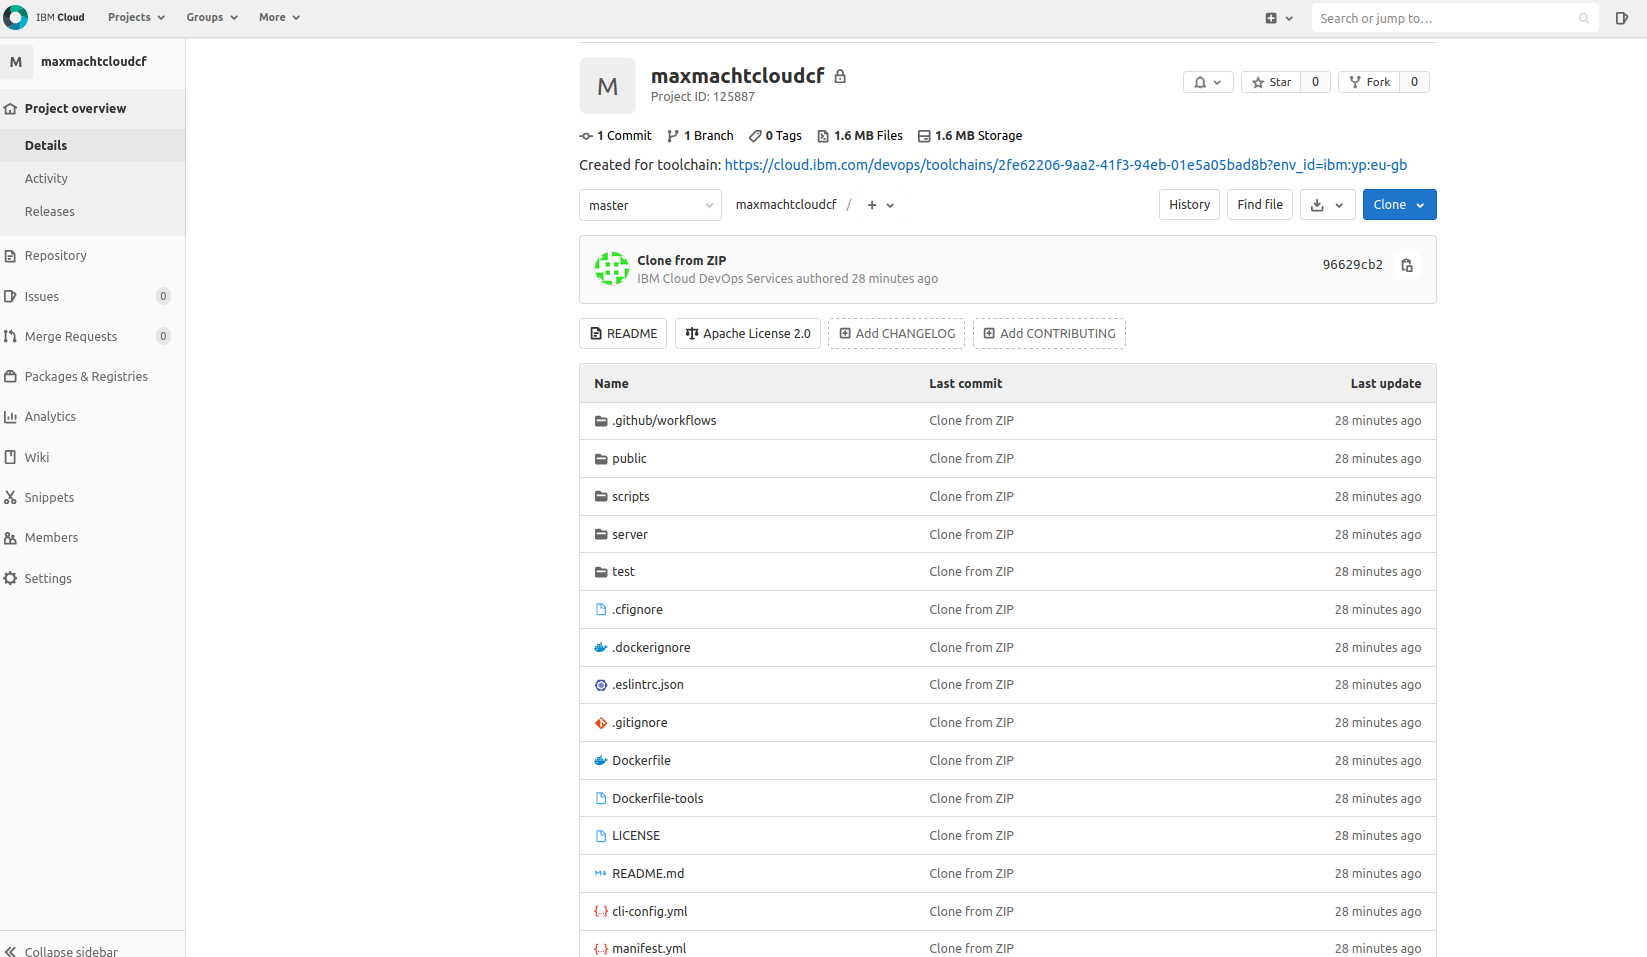 IBM Cloud Projects Groups More Search or jump to…
M maxmachtcloudcf
Project overview
Details
Activity
Releases
Repository
Issues 0
Merge Requests 0
Packages & Registries
Analytics
Wiki
Snippets
Members
Settings
Collapse sidebar
M
maxmachtcloudcf
Project ID: 125887
Star 0 Fork 0
1 Commit 1 Branch 0 Tags 1.6 MB Files 1.6 MB Storage
Created for toolchain: https://cloud.ibm.com/devops/toolchains/2fe62206-9aa2-41f3-94eb-01e5a05bad8b?env_id=ibm:yp:eu-gb
master maxmachtcloudcf / + History Find file Clone
Clone from ZIP
IBM Cloud DevOps Services authored 28 minutes ago
96629cb2
README Apache License 2.0 Add CHANGELOG Add CONTRIBUTING
Name Last commit Last update
.github/workflows Clone from ZIP 28 minutes ago
public Clone from ZIP 28 minutes ago
scripts Clone from ZIP 28 minutes ago
server Clone from ZIP 28 minutes ago
test Clone from ZIP 28 minutes ago
.cfignore Clone from ZIP 28 minutes ago
.dockerignore Clone from ZIP 28 minutes ago
.eslintrc.json Clone from ZIP 28 minutes ago
.gitignore Clone from ZIP 28 minutes ago
Dockerfile Clone from ZIP 28 minutes ago
Dockerfile-tools Clone from ZIP 28 minutes ago
LICENSE Clone from ZIP 28 minutes ago
README.md Clone from ZIP 28 minutes ago
cli-config.yml Clone from ZIP 28 minutes ago
manifest.yml Clone from ZIP 28 minutes ago